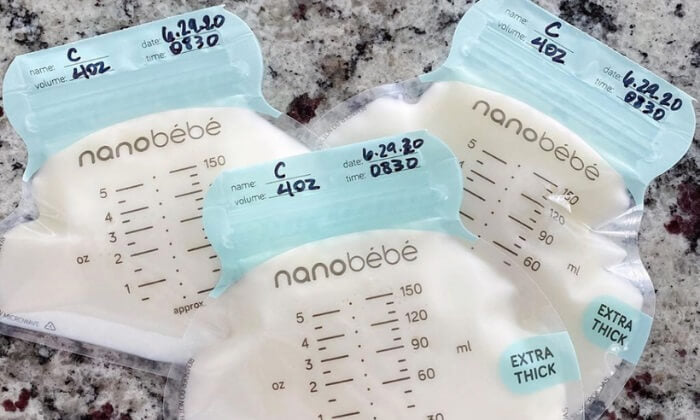 name: C date: 6.29.20
volume: 4oz time: 0830
nanobébé
5 150
4
3
oz 2
1
approx.
MICROWAVE
name: C date: 6.29.20
volume: 4oz time: 0830
nanobébé
5 150
120
90
60 ml
EXTRA
THICK
name: C date: 6.29.20
volume: 4oz time: 0830
nanobébé
5 150
4 120
3 90 ml
oz 2 60
1 30
EXTRA
THICK